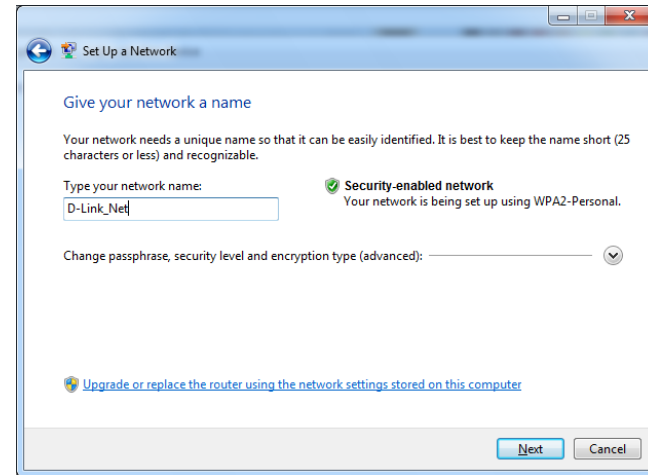 Set Up a Network
Give your network a name
Your network needs a unique name so that it can be easily identified. It is best to keep the name short (25
characters or less) and recognizable.
Type your network name:
Security-enabled network
D-Link_Net
Your network is being set up using WPA2-Personal.
Change passphrase, security level and encryption type (advanced):
Upgrade or replace the router using the network settings stored on this computer
Next Cancel